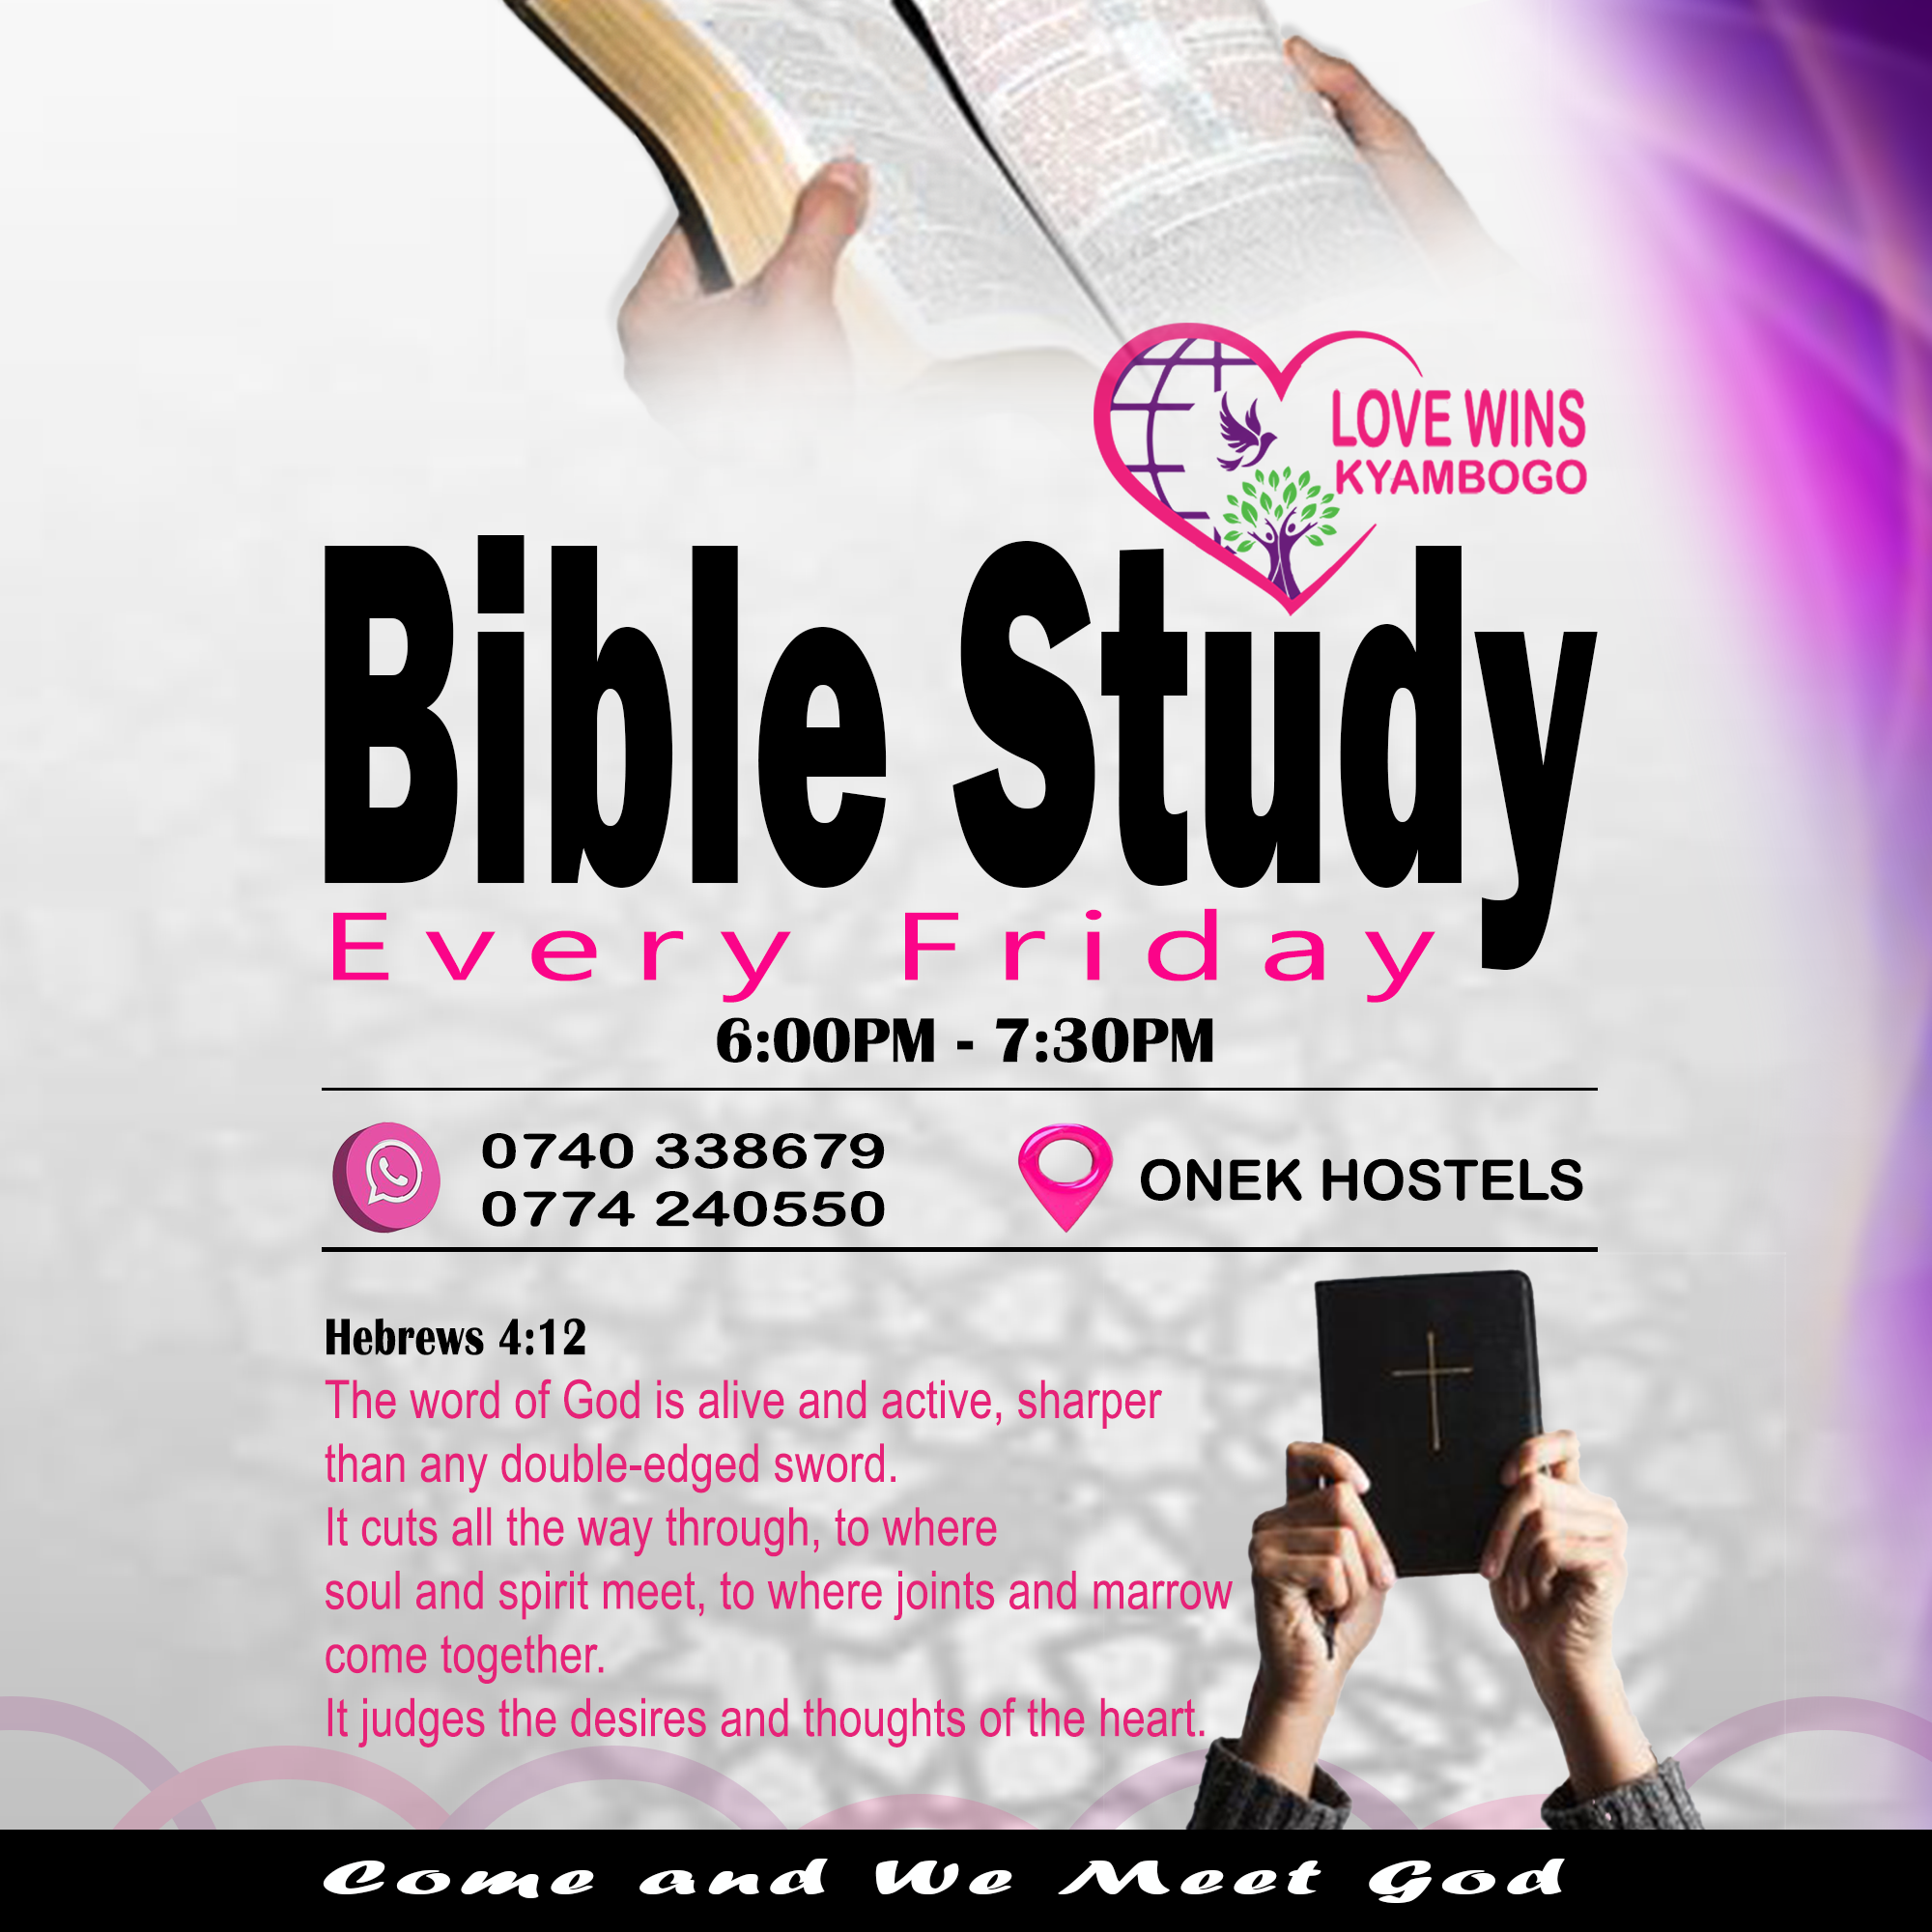 LOVE WINS
KYAMBOGO
Bible Study
Every Friday
6:00PM - 7:30PM
0740 338679
0774 240550
ONEK HOSTELS
Hebrews 4:12
The word of God is alive and active, sharper
than any double-edged sword.
It cuts all the way through, to where
soul and spirit meet, to where joints and marrow
come together.
It judges the desires and thoughts of the heart.
Come and We Meet God